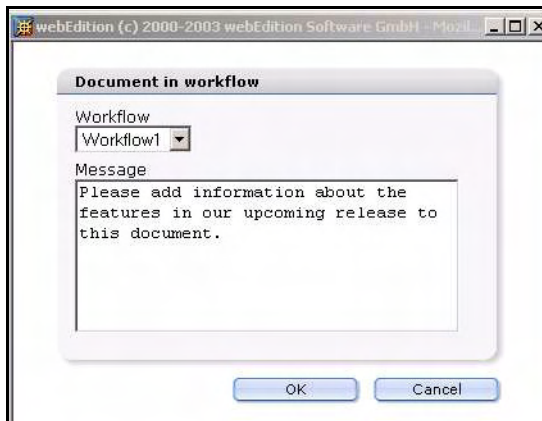 webEdition (c) 2000-2003 webEdition Software GmbH - Mozil...
Document in workflow
Workflow
Workflow1
Message
Please add information about the
features in our upcoming release to
this document.
OK
Cancel